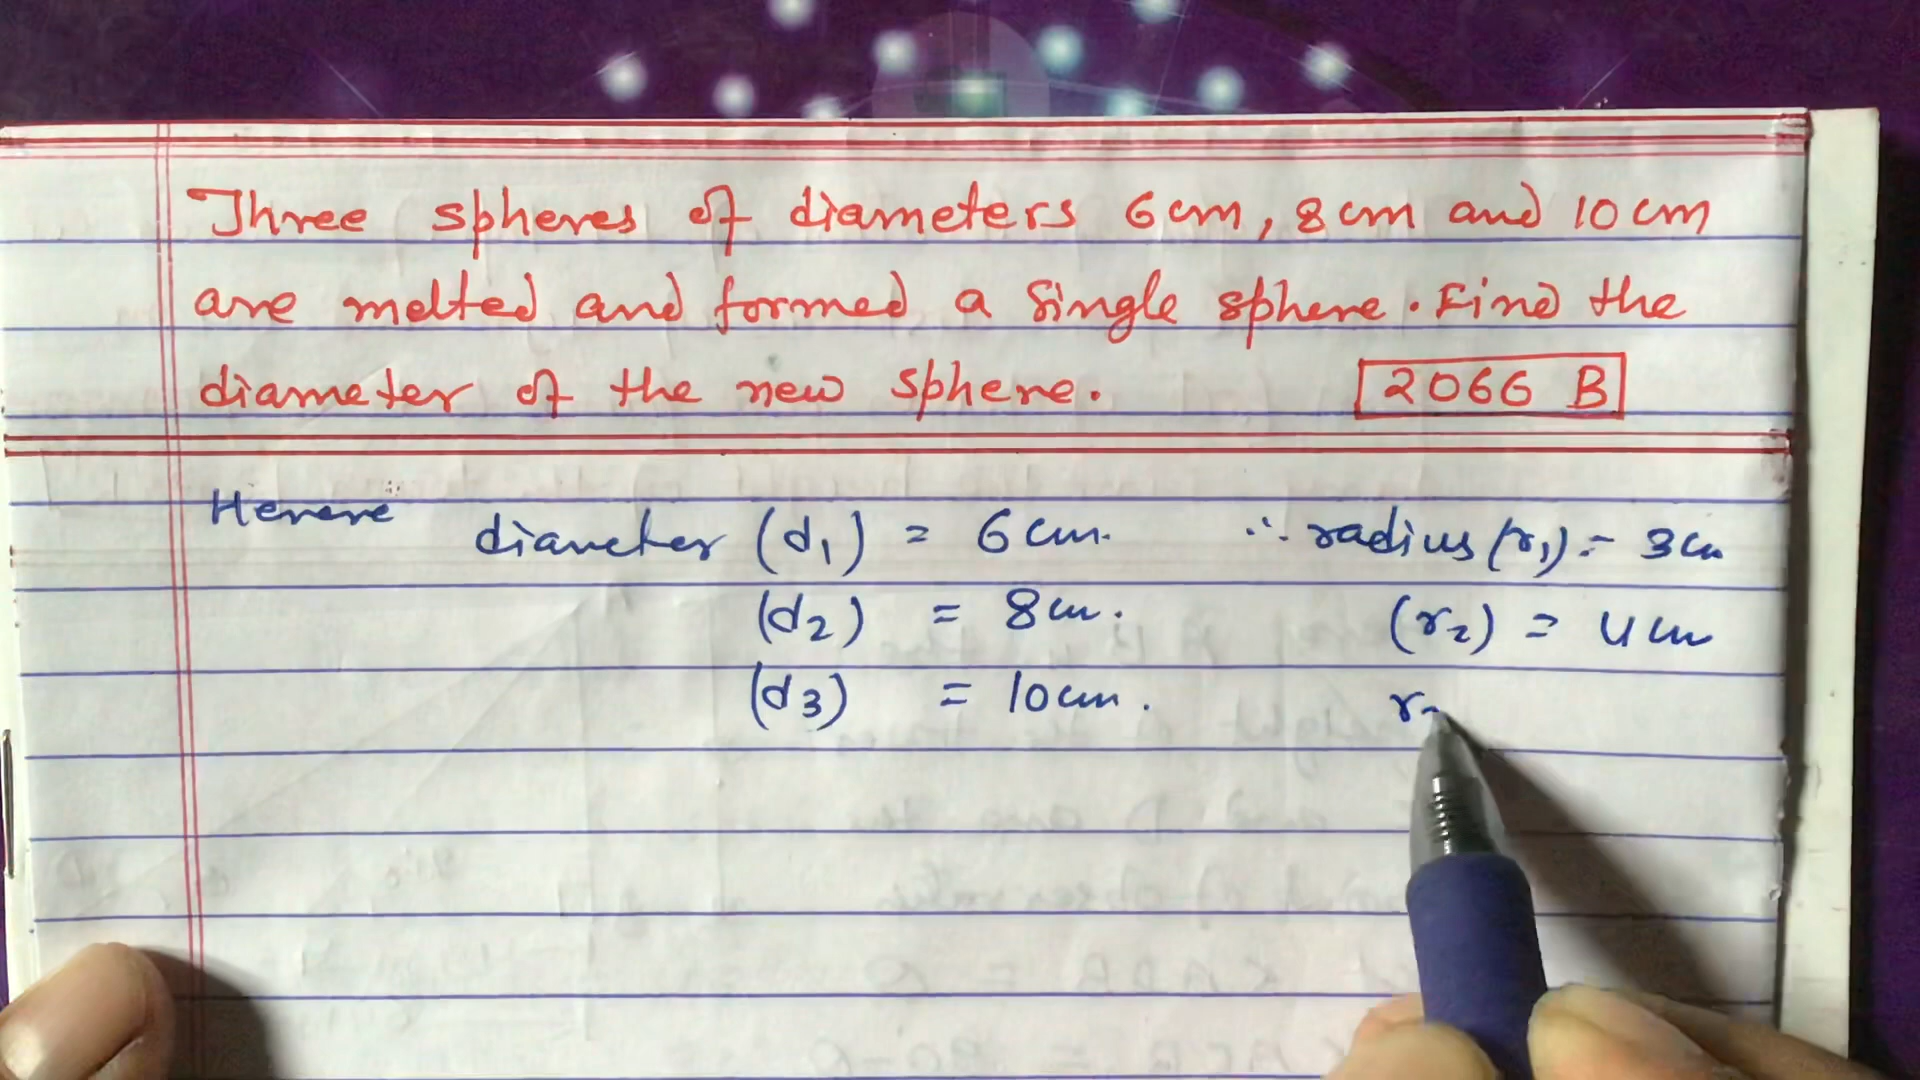 Three spheres of diameters 6cm, 8cm and 10cm
are melted and formed a single sphere. Find the
diameter of the new sphere. 2066 B
Here diameter (d1) = 6cm. ∴ radius (r1) = 3cm
(d2) = 8cm. (r2) = 4cm
(d3) = 10cm. r